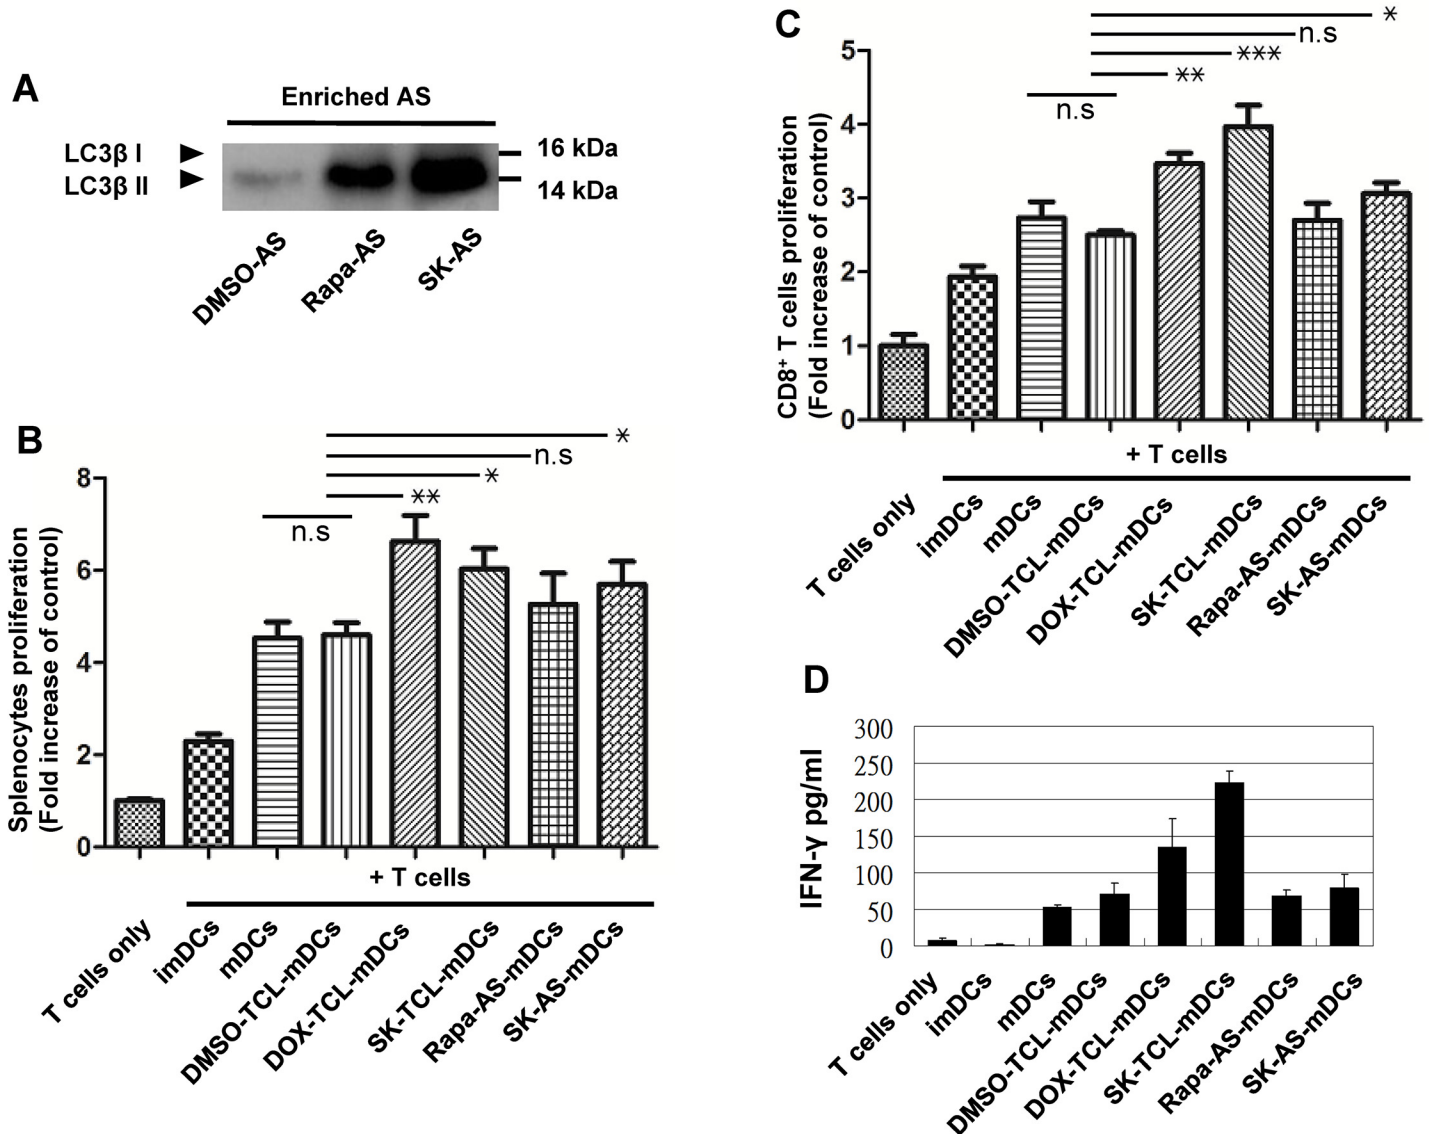 A
Enriched AS
LC3β I
LC3β II
16 kDa
14 kDa
DMSO-AS
Rapa-AS
SK-AS
B
Splenocytes proliferation
(Fold increase of control)
8
6
4
2
0
*
n.s
*
**
n.s
+ T cells
T cells only
imDCs
mDCs
DMSO-TCL-mDCs
DOX-TCL-mDCs
SK-TCL-mDCs
Rapa-AS-mDCs
SK-AS-mDCs
C
CD8⁺ T cells proliferation
(Fold increase of control)
5
4
3
2
1
0
*
n.s
***
**
n.s
+ T cells
T cells only
imDCs
mDCs
DMSO-TCL-mDCs
DOX-TCL-mDCs
SK-TCL-mDCs
Rapa-AS-mDCs
SK-AS-mDCs
D
IFN-γ pg/ml
300
250
200
150
100
50
0
T cells only
imDCs
mDCs
DMSO-TCL-mDCs
DOX-TCL-mDCs
SK-TCL-mDCs
Rapa-AS-mDCs
SK-AS-mDCs